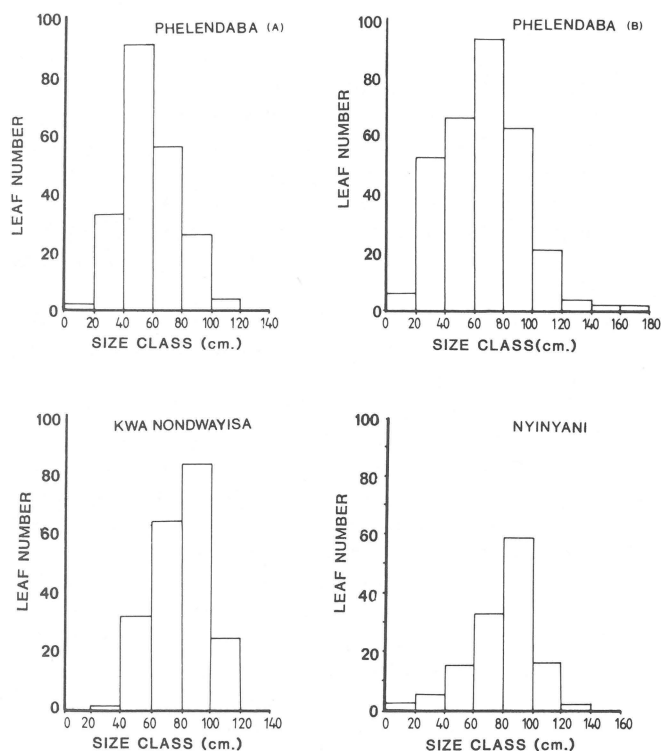 PHELENDABA (A)
LEAF NUMBER
100
80
60
40
20
0
0 20 40 60 80 100 120 140
SIZE CLASS (cm.)
PHELENDABA (B)
LEAF NUMBER
100
80
60
40
20
0
0 20 40 60 80 100 120 140 160 180
SIZE CLASS(cm.)
KWA NONDWAYISA
LEAF NUMBER
100
80
60
40
20
0
0 20 40 60 80 100 120 140
SIZE CLASS (cm.)
NYINYANI
LEAF NUMBER
100
80
60
40
20
0
0 20 40 60 80 100 120 140 160
SIZE CLASS (cm.)